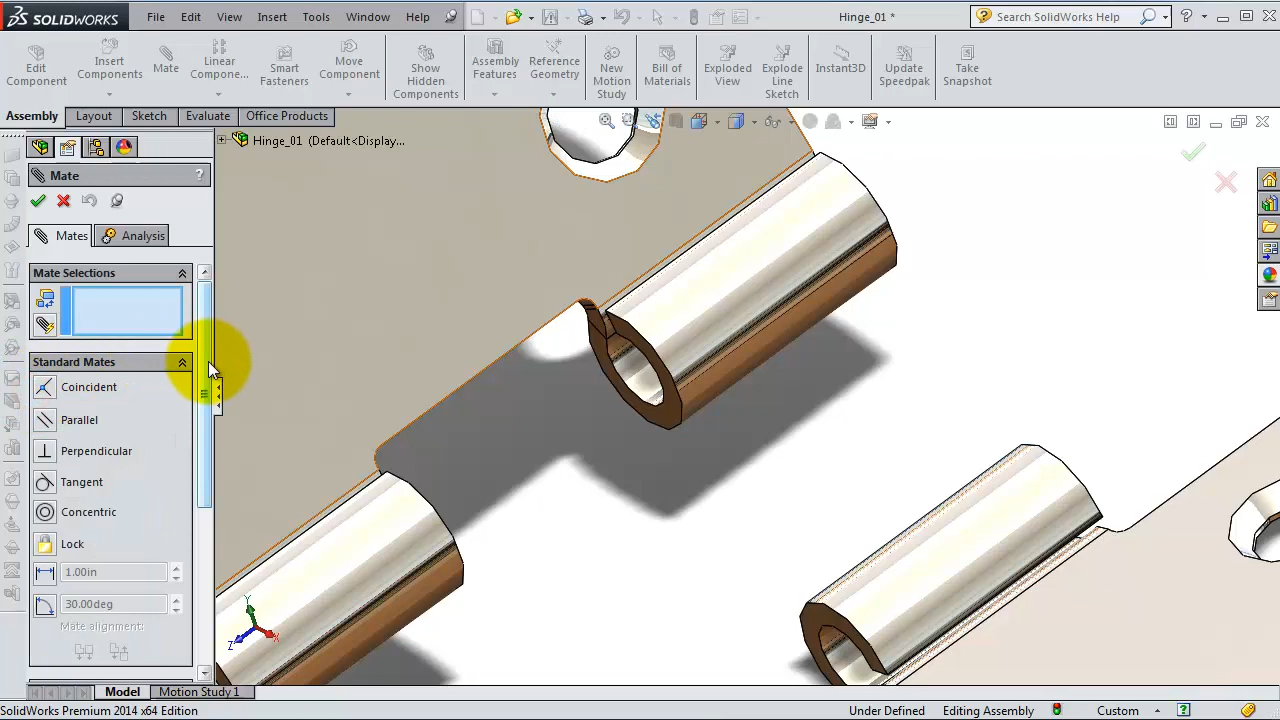 SOLIDWORKS File Edit View Insert Tools Window Help Hinge_01 * Search SolidWorks Help
Edit Component
Insert Components
Mate
Linear Compone...
Smart Fasteners
Move Component
Show Hidden Components
Assembly Features
Reference Geometry
New Motion Study
Bill of Materials
Exploded View
Explode Line Sketch
Instant3D
Update Speedpak
Take Snapshot
Assembly Layout Sketch Evaluate Office Products
Hinge_01 (Default<Display...
Mate ?
Mates Analysis
Mate Selections
Standard Mates
Coincident
Parallel
Perpendicular
Tangent
Concentric
Lock
1.00in
30.00deg
Mate alignment:
Y
Z X
Model Motion Study 1
SolidWorks Premium 2014 x64 Edition Under Defined Editing Assembly Custom ?